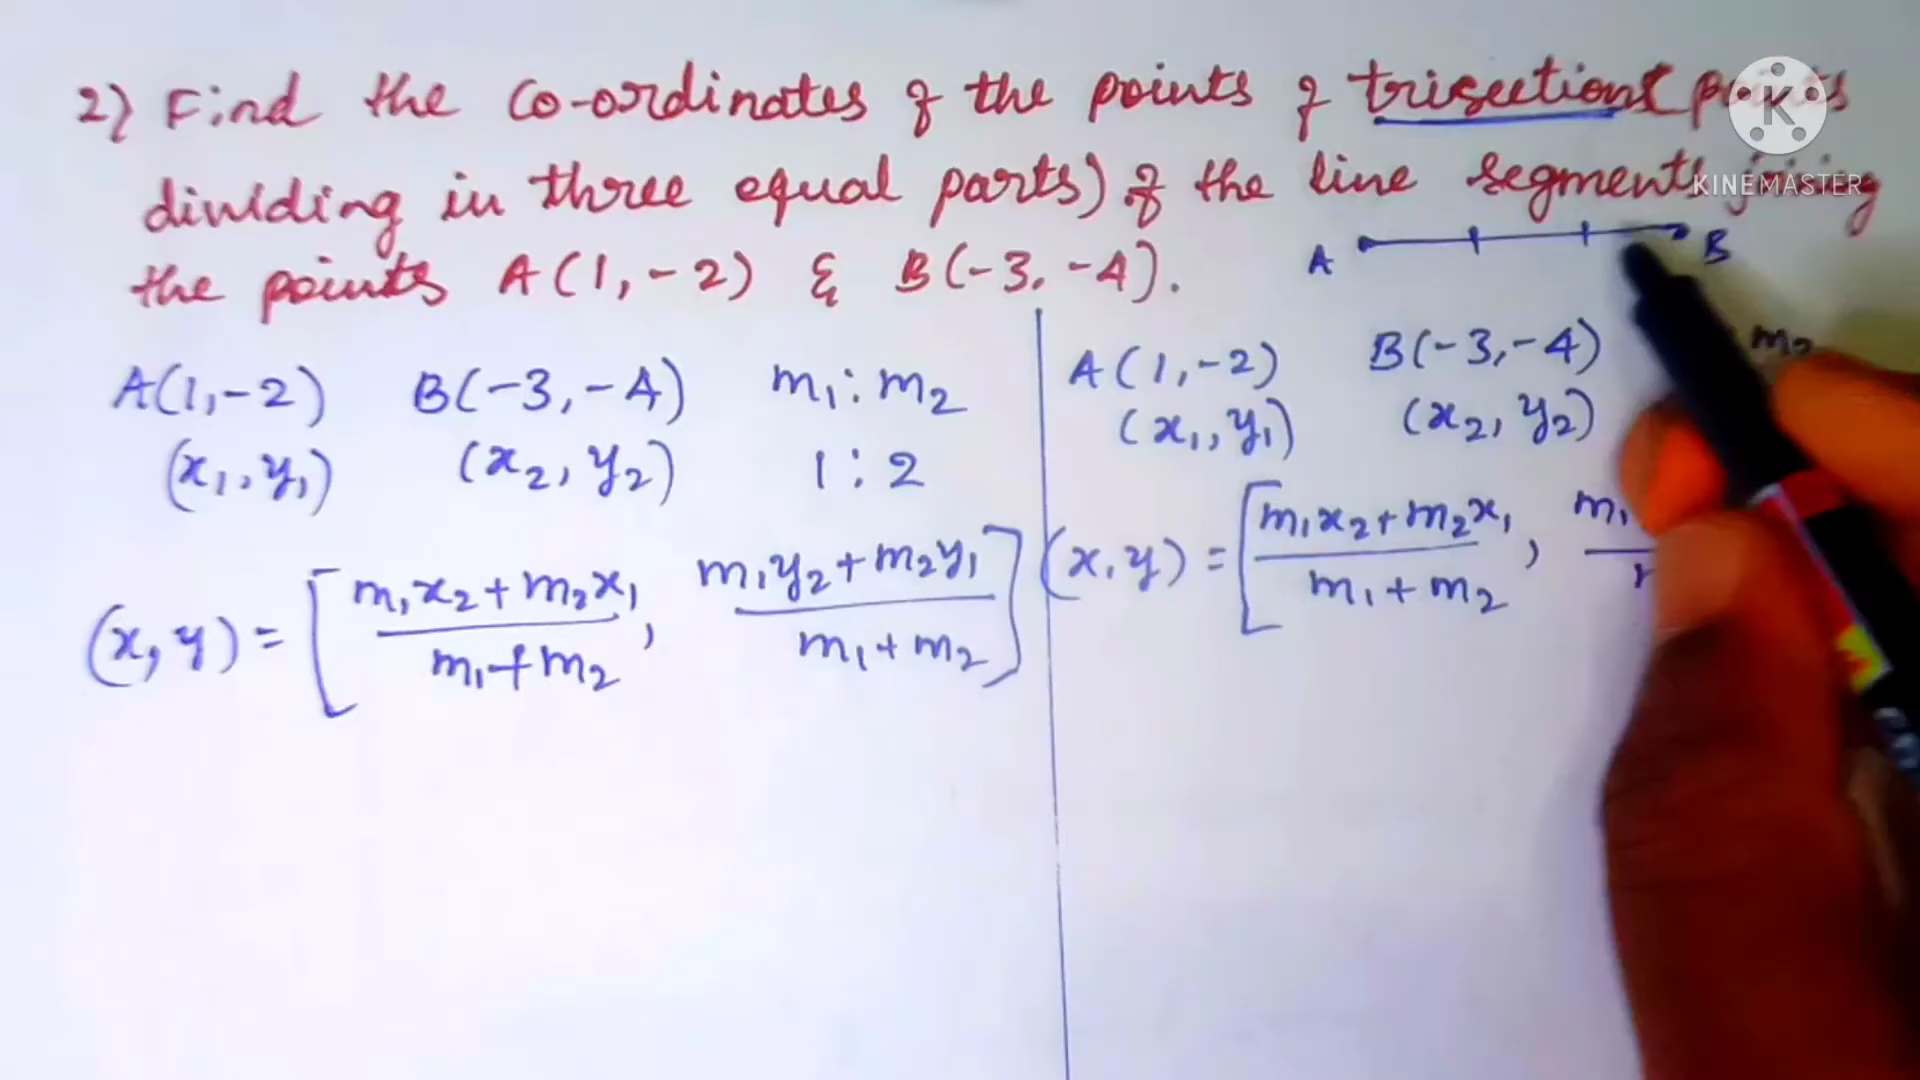 2) Find the co-ordinates of the points of trisection
dividing in three equal parts) of the line segments
the points A(1,-2) & B(-3,-4).
A B
A(1,-2) B(-3,-4) m1:m2
(x1,y1) (x2,y2) 1:2
(x,y) = [m1x2+m2x1/m1+m2, m1y2+m2y1/m1+m2]
A(1,-2) B(-3,-4) m2
(x1,y1) (x2,y2)
(x,y) = [m1x2+m2x1/m1+m2, m1
K
KINEMASTER